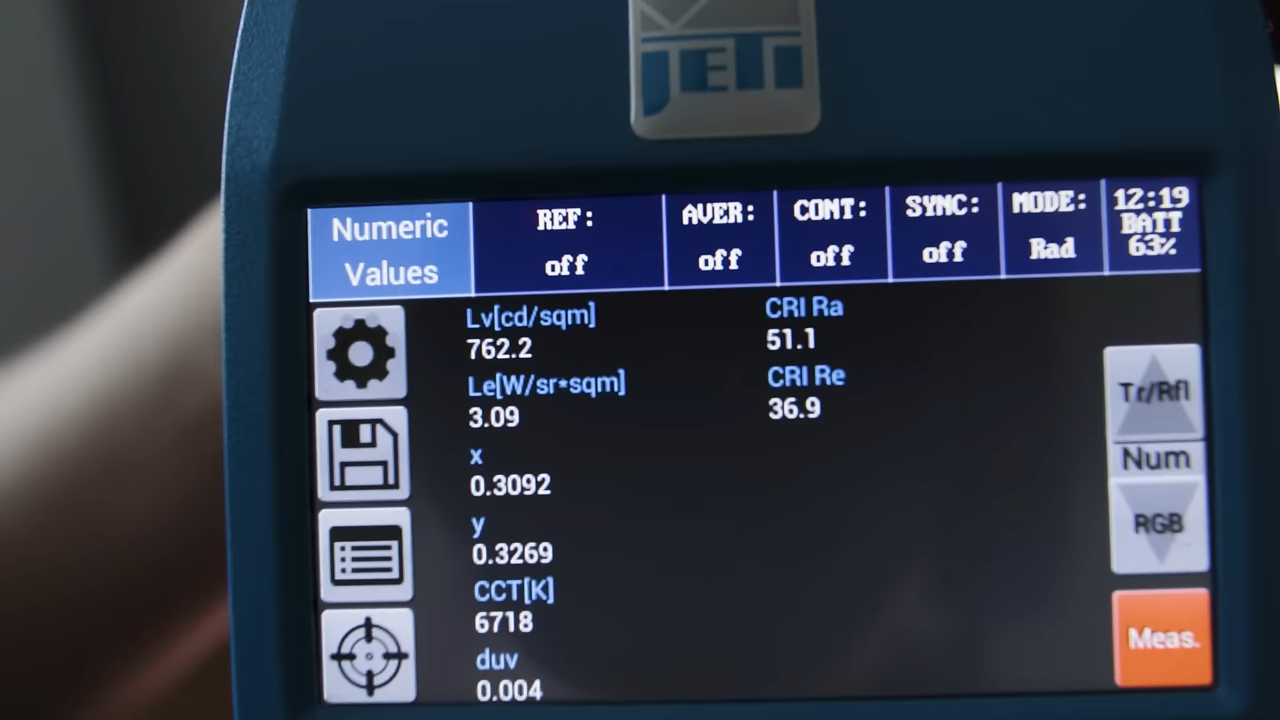 JETI
Numeric
Values
REF:
off
AVER:
off
CONT:
off
SYNC:
off
MODE:
Rad
12:19
BATT
63%
Lv[cd/sqm]
762.2
Le[W/sr*sqm]
3.09
x
0.3092
y
0.3269
CCT[K]
6718
duv
0.004
CRI Ra
51.1
CRI Re
36.9
Tr/Rfl
Num
RGB
Meas.